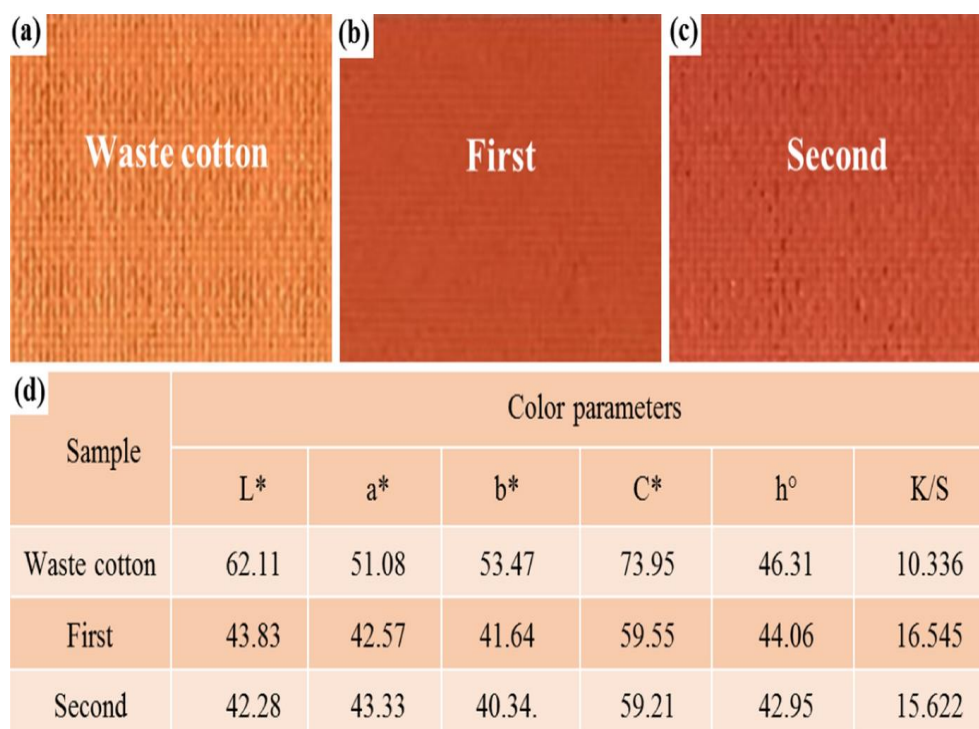 (a)
Waste cotton
(b)
First
(c)
Second
(d)
Sample
Color parameters
L* a* b* C* h° K/S
Waste cotton 62.11 51.08 53.47 73.95 46.31 10.336
First 43.83 42.57 41.64 59.55 44.06 16.545
Second 42.28 43.33 40.34. 59.21 42.95 15.622